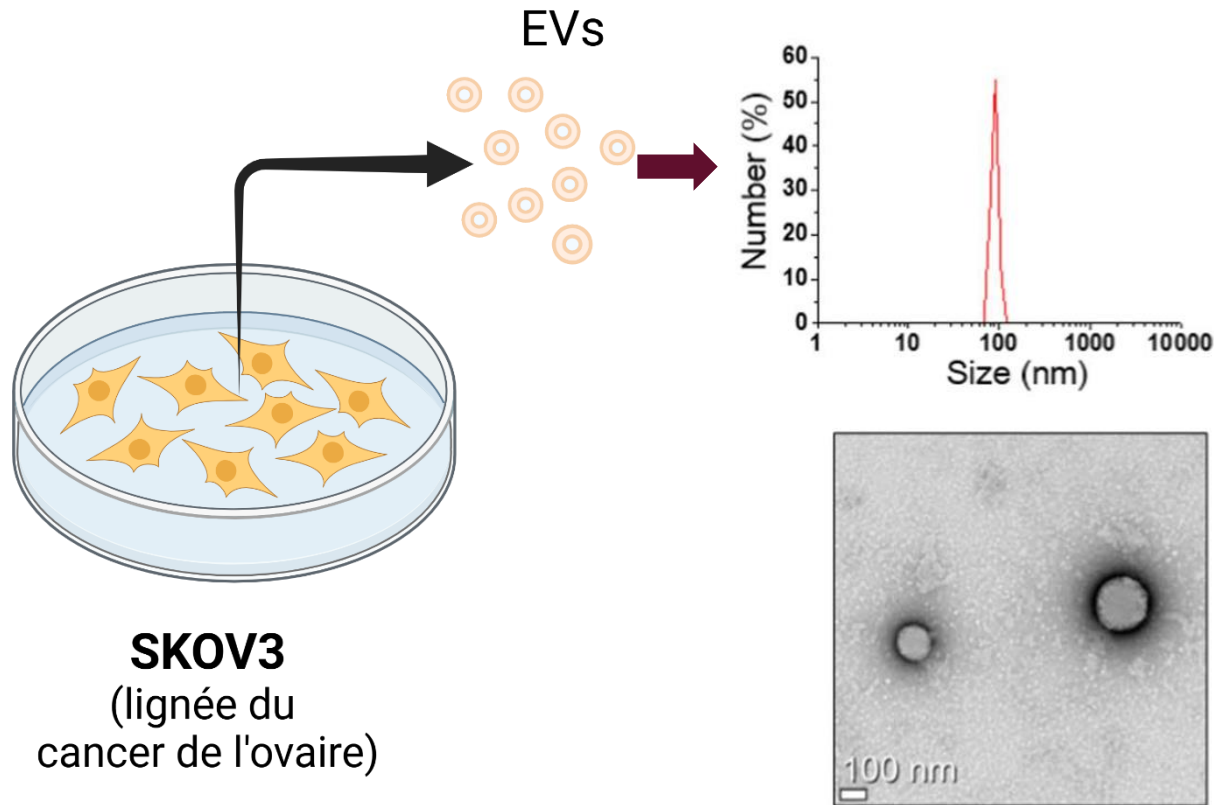 EVs
60
50
40
30
20
10
0
Number (%)
1 10 100 1000 10000
Size (nm)
SKOV3
(lignée du
cancer de l'ovaire)
100 nm